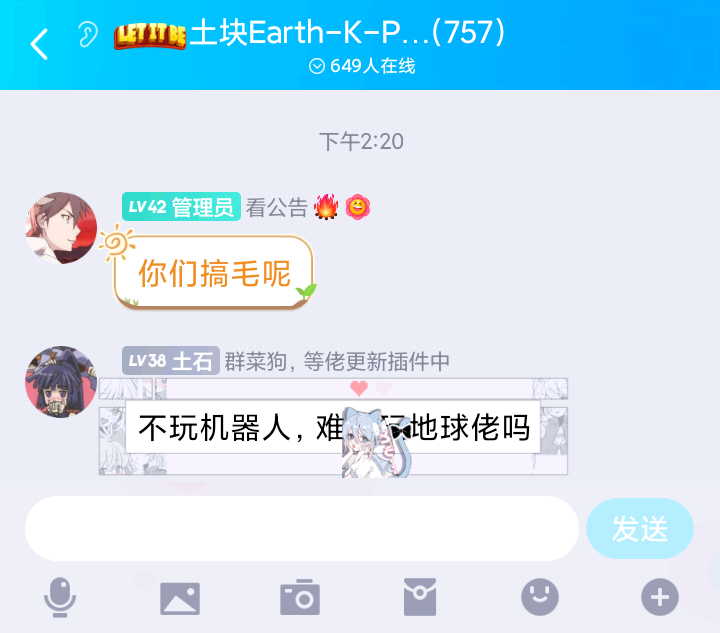 LET IT BE 土块Earth-K-P...(757)
649人在线
下午2:20
LV42 管理员 看公告
你们搞毛呢
LV38 土石 群菜狗, 等佬更新插件中
不玩机器人, 难 玩地球佬吗
发送